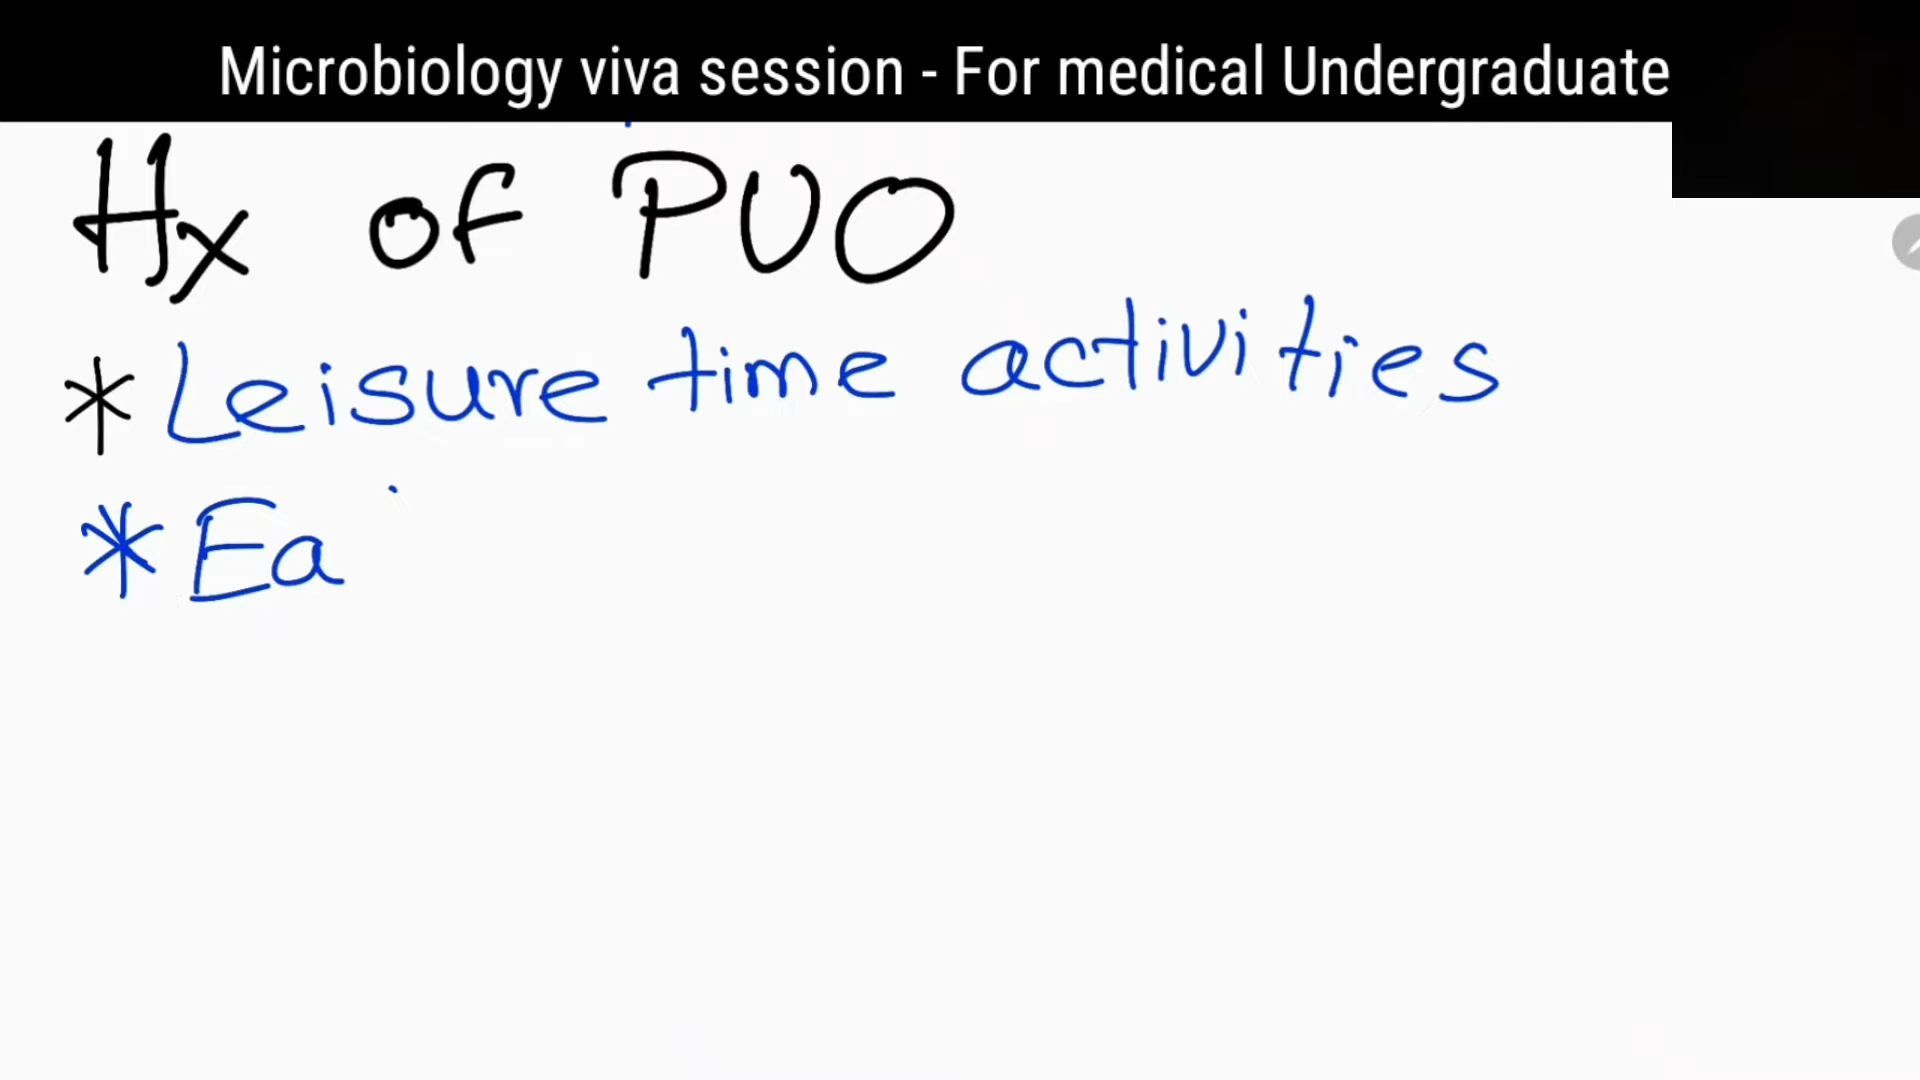 Microbiology viva session - For medical Undergraduate
Hx of PUO
* Leisure time activities
* Ea